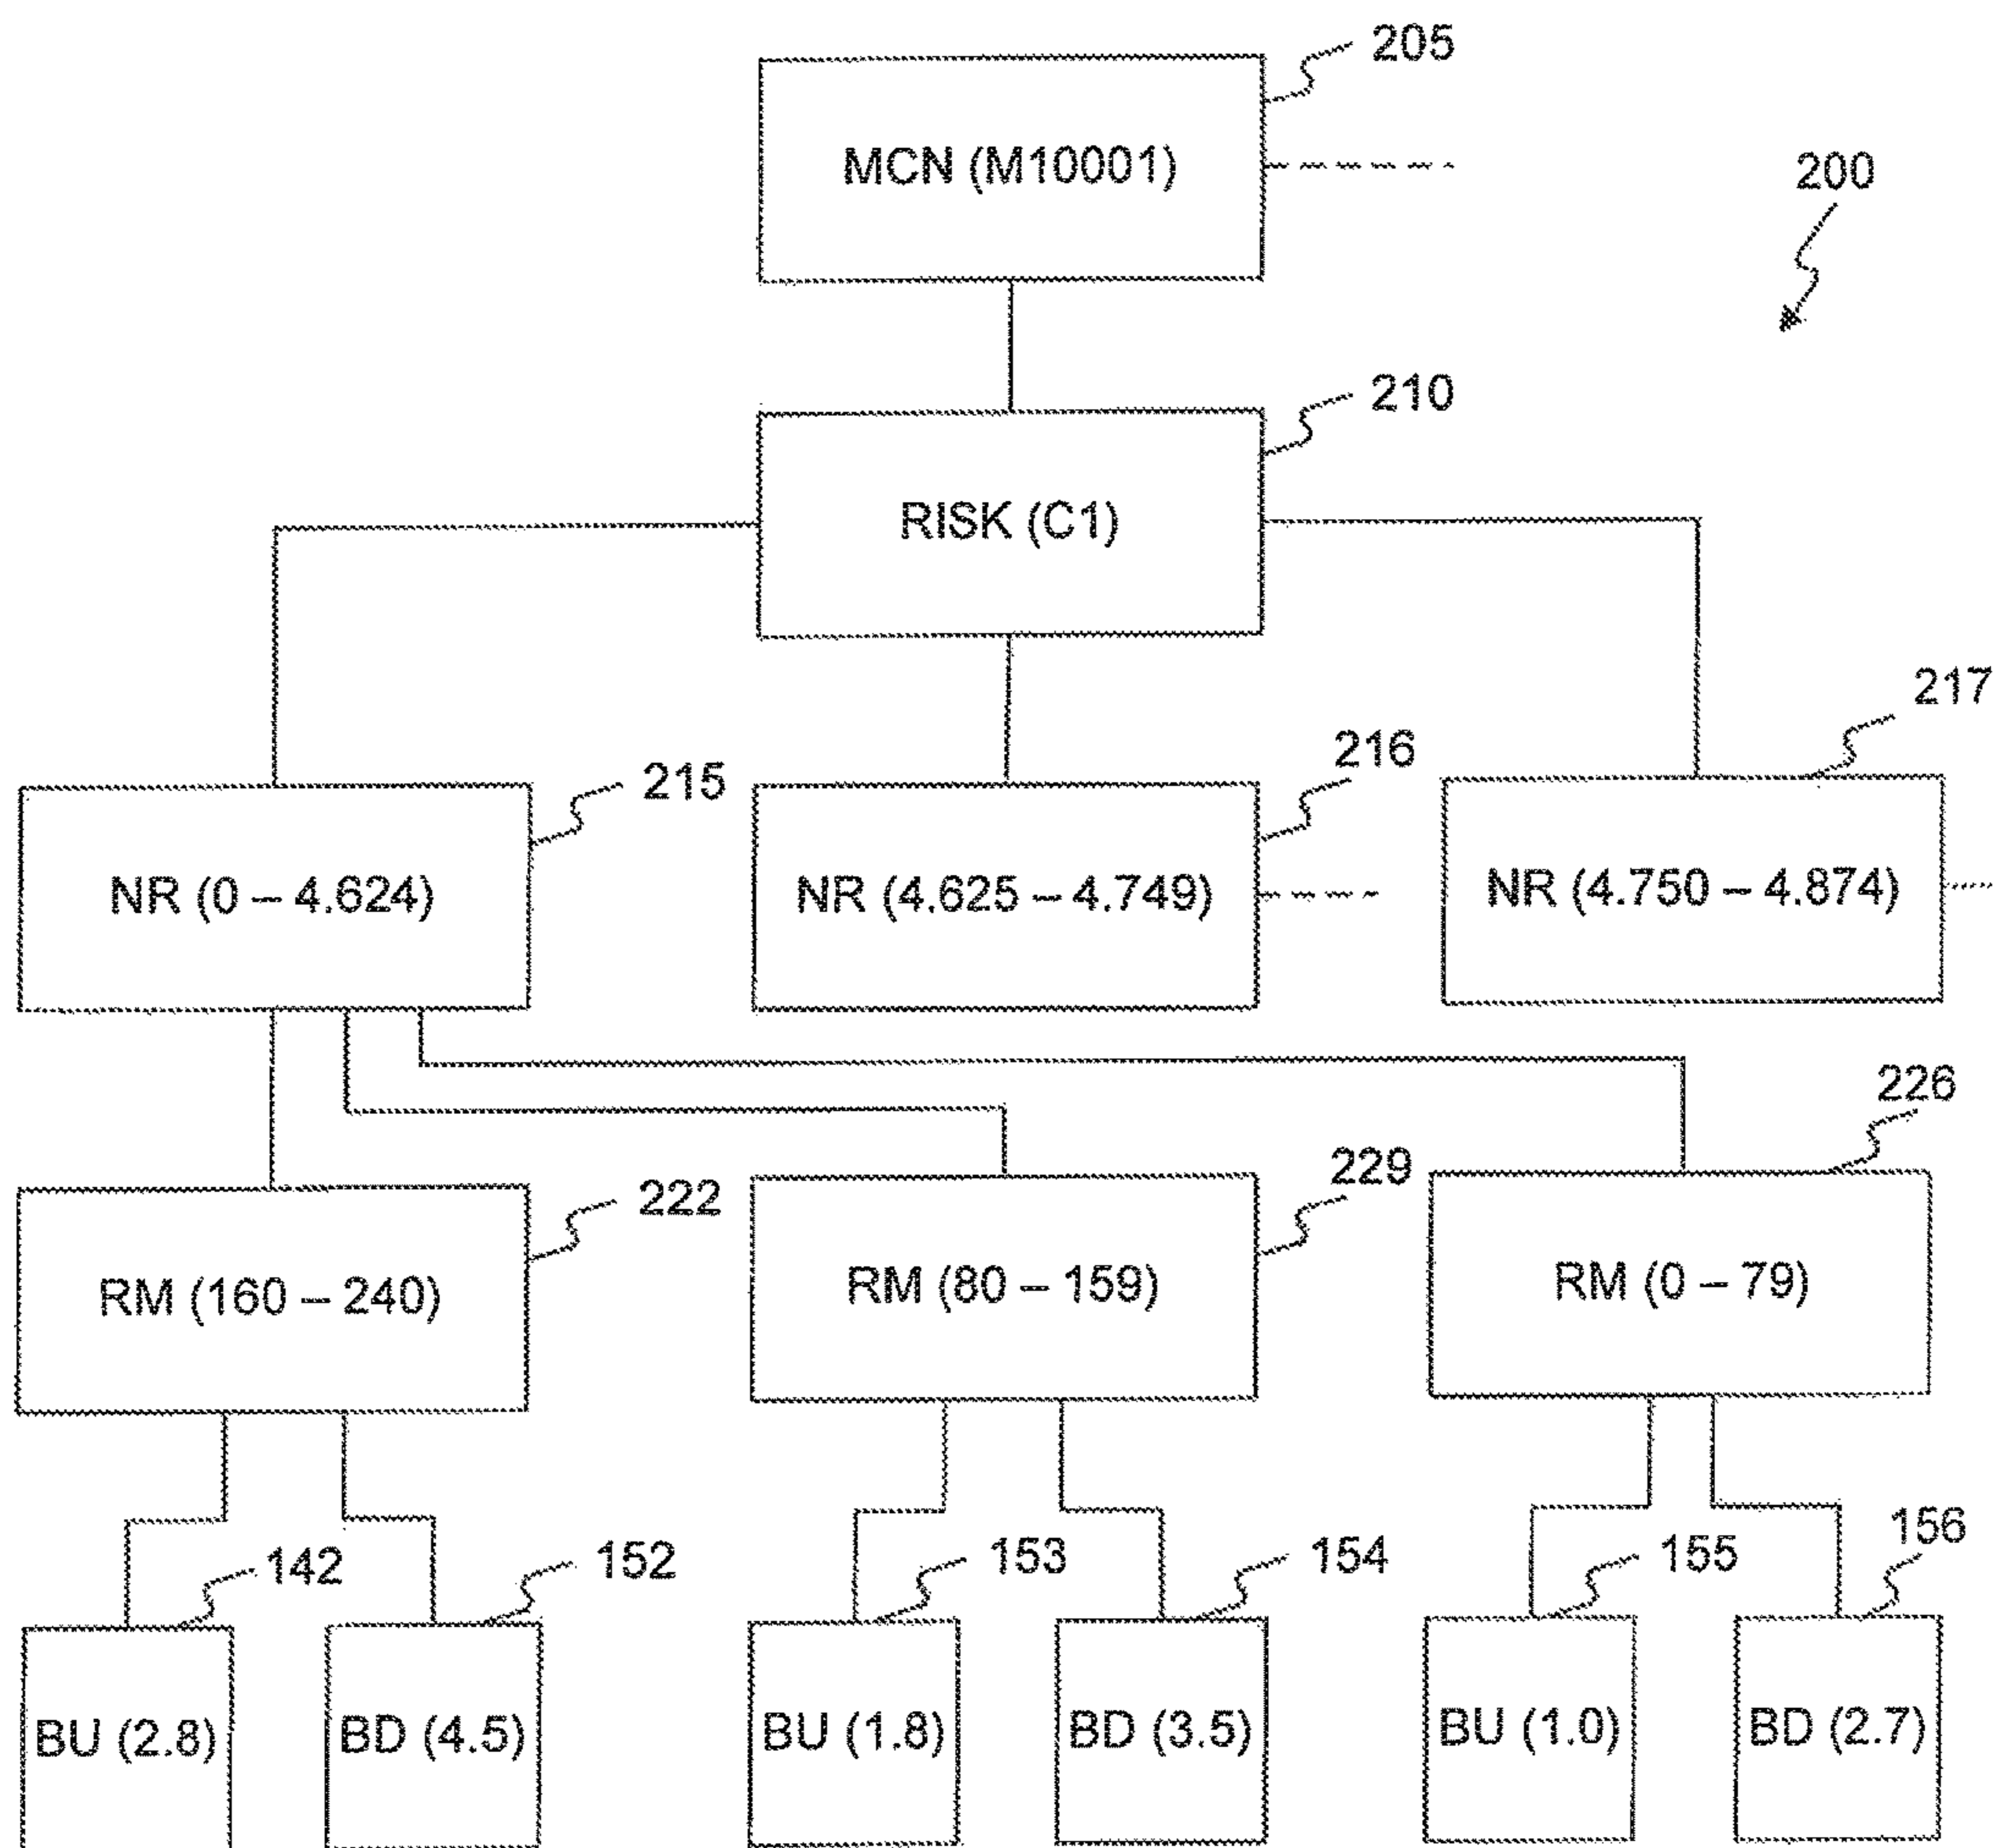 205
MCN (M10001)
200
210
RISK (C1)
217
216
215
NR (0 – 4.624)
NR (4.625 – 4.749)
NR (4.750 – 4.874)
226
229
222
RM (160 – 240)
RM (80 – 159)
RM (0 – 79)
142
152
153
154
155
156
BU (2.8)
BD (4.5)
BU (1.8)
BD (3.5)
BU (1.0)
BD (2.7)